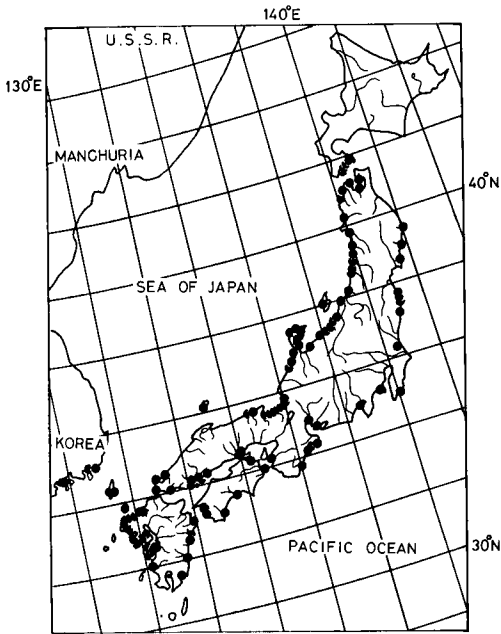 140°E
U.S.S.R.
130°E
MANCHURIA
40°N
SEA OF JAPAN
KOREA
PACIFIC OCEAN
30°N